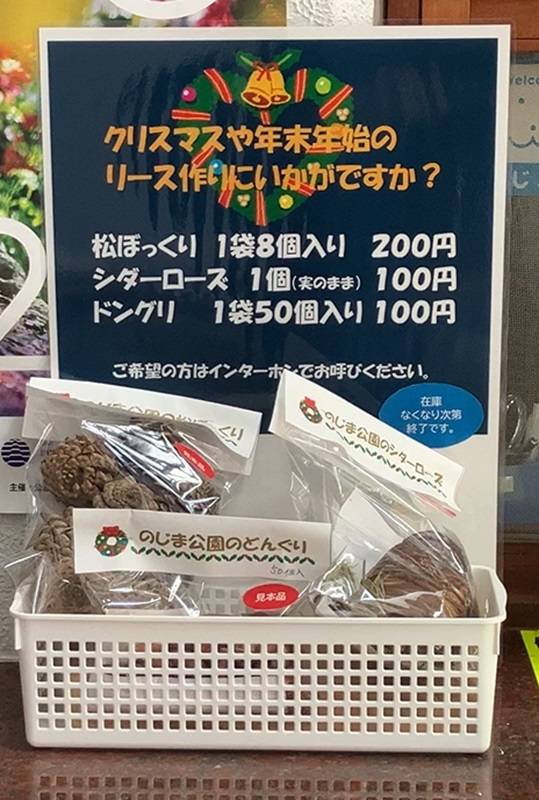 クリスマスや年末年始の
リース作りにいかがですか？
松ぼっくり 1袋8個入り 200円
シダーローズ 1個(実のまま) 100円
ドングリ 1袋50個入り 100円
ご希望の方はインターホンでお呼びください。
在庫
なくなり次第
終了です。
のじま公園のシダーローズ
のじま公園のどんぐり
50個入
見本品
見本品
主催